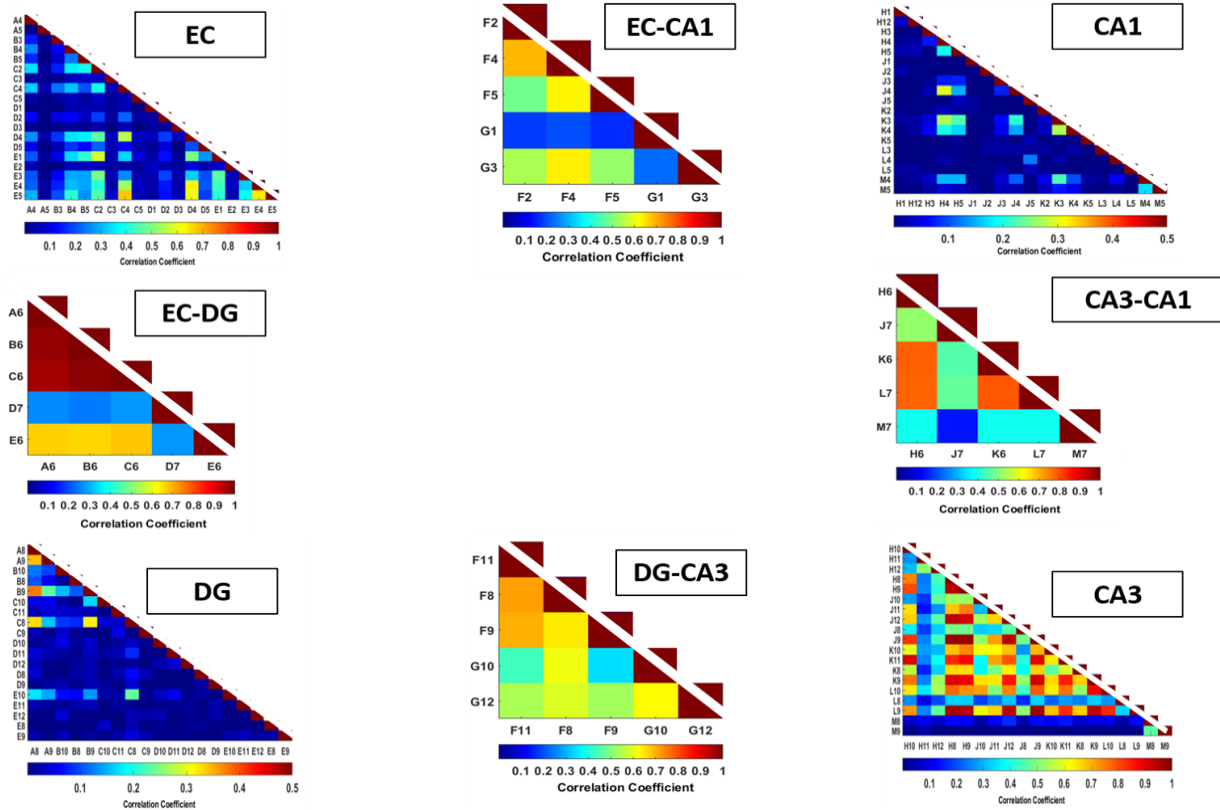 EC
A4
A5
B3
B4
B5
C2
C3
C4
C5
D1
D2
D3
D4
D5
E1
E2
E3
E4
E5
A4 A5 B3 B4 B5 C2 C3 C4 C5 D1 D2 D3 D4 D5 E1 E2 E3 E4 E5
0.1 0.2 0.3 0.4 0.5 0.6 0.7 0.8 0.9 1
Correlation Coefficient
EC-CA1
F2
F4
F5
G1
G3
F2 F4 F5 G1 G3
0.1 0.2 0.3 0.4 0.5 0.6 0.7 0.8 0.9 1
Correlation Coefficient
CA1
H1
H12
H3
H4
H5
J1
J2
J3
J4
J5
K2
K3
K4
K5
L3
L4
L5
M4
M5
H1 H12 H3 H4 H5 J1 J2 J3 J4 J5 K2 K3 K4 K5 L3 L4 L5 M4 M5
0.1 0.2 0.3 0.4 0.5
Correlation Coefficient
EC-DG
A6
B6
C6
D7
E6
A6 B6 C6 D7 E6
0.1 0.2 0.3 0.4 0.5 0.6 0.7 0.8 0.9 1
Correlation Coefficient
CA3-CA1
H6
J7
K6
L7
M7
H6 J7 K6 L7 M7
0.1 0.2 0.3 0.4 0.5 0.6 0.7 0.8 0.9 1
Correlation Coefficient
DG
A8
A9
B10
B8
B9
C10
C11
C8
C9
D10
D11
D12
D8
D9
E10
E11
E12
E8
E9
A8 A9 B10 B8 B9 C10 C11 C8 C9 D10 D11 D12 D8 D9 E10 E11 E12 E8 E9
0.1 0.2 0.3 0.4 0.5
Correlation Coefficient
DG-CA3
F11
F8
F9
G10
G12
F11 F8 F9 G10 G12
0.1 0.2 0.3 0.4 0.5 0.6 0.7 0.8 0.9 1
Correlation Coefficient
CA3
H10
H11
H12
H8
H9
J10
J11
J12
J8
J9
K10
K11
K8
K9
L10
L8
L9
M8
M9
H10 H11 H12 H8 H9 J10 J11 J12 J8 J9 K10 K11 K8 K9 L10 L8 L9 M8 M9
0.1 0.2 0.3 0.4 0.5 0.6 0.7 0.8 0.9 1
Correlation Coefficient